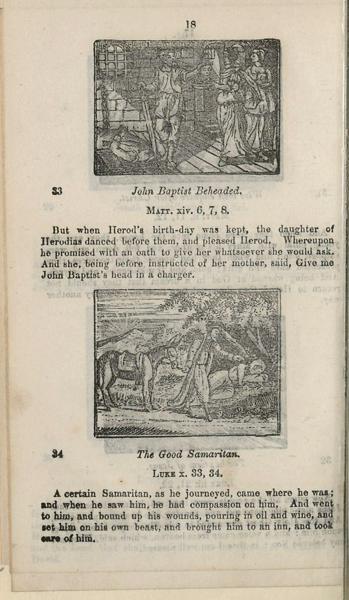 18
33 John Baptist Beheaded.
MATT. xiv. 6, 7, 8.
But when Herod's birth-day was kept, the daughter of
Herodias danced before them, and pleased Herod. Whereupon
he promised with an oath to give her whatsoever she would ask.
And she, being before instructed of her mother, said, Give me
John Baptist's head in a charger.
34 The Good Samaritan.
LUKE x. 33, 34.
A certain Samaritan, as he journeyed, came where he was;
and when he saw him, he had compassion on him. And went
to him, and bound up his wounds, pouring in oil and wine, and
set him on his own beast, and brought him to an inn, and took
care of him.